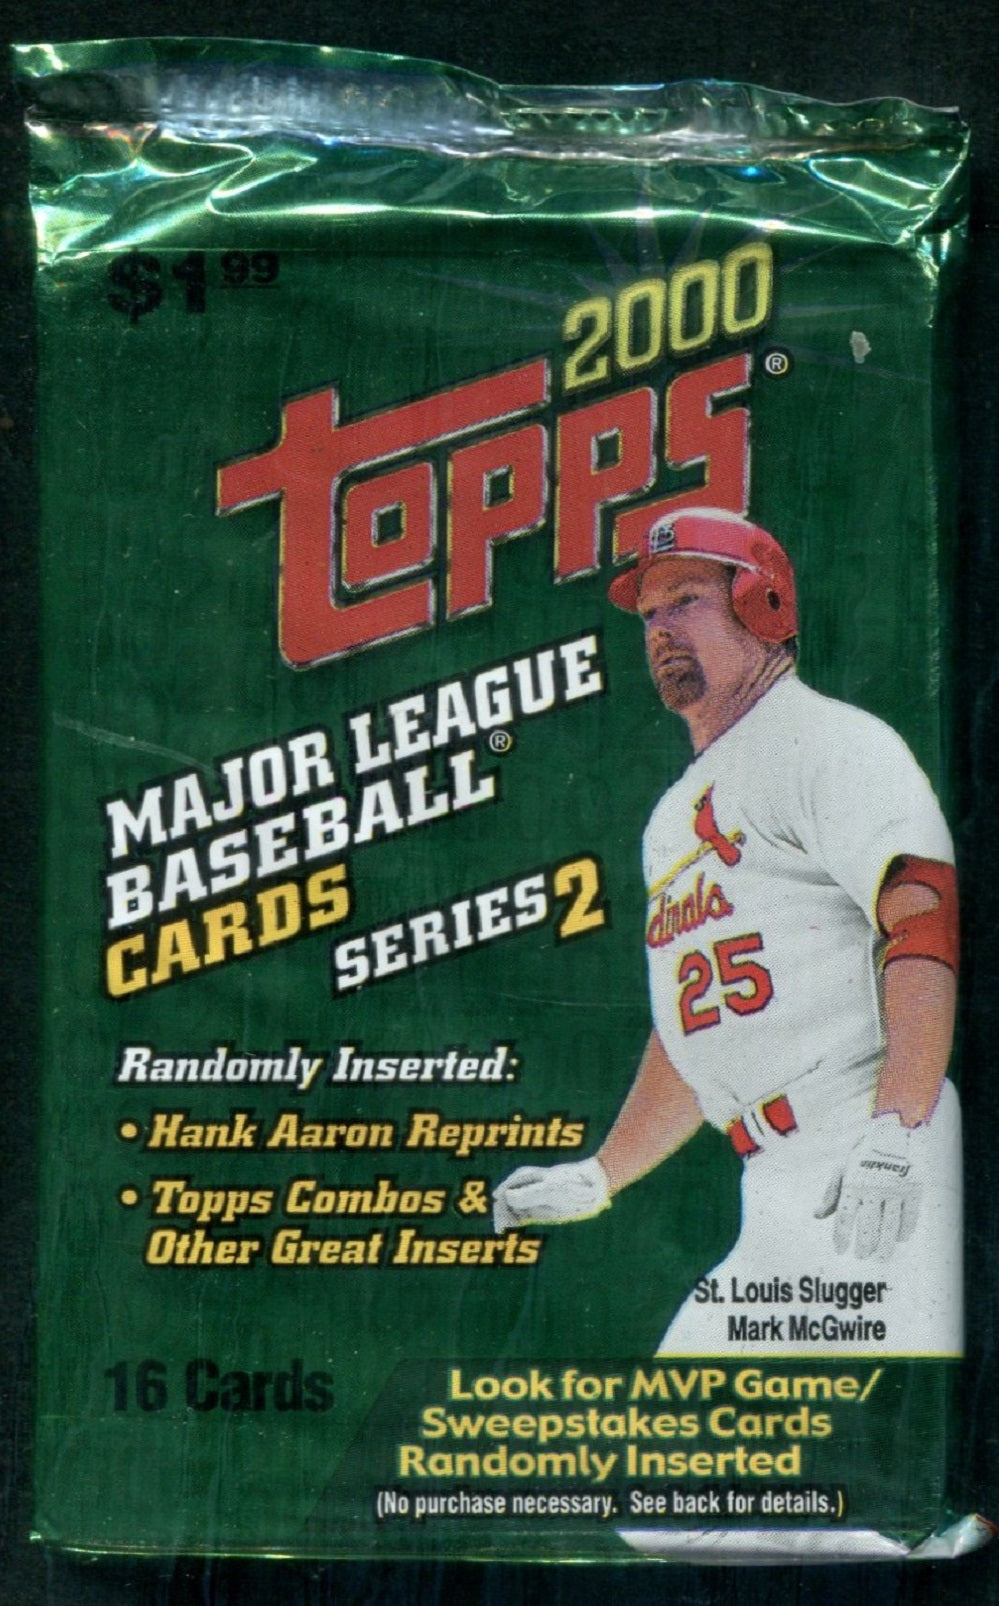 $1.99
2000
Topps®
MAJOR LEAGUE
BASEBALL®
CARDS
SERIES 2
Randomly Inserted:
• Hank Aaron Reprints
• Topps Combos &
Other Great Inserts
Cardinals
25
Franklin
St. Louis Slugger
Mark McGwire
16 Cards
Look for MVP Game/
Sweepstakes Cards
Randomly Inserted
(No purchase necessary. See back for details.)